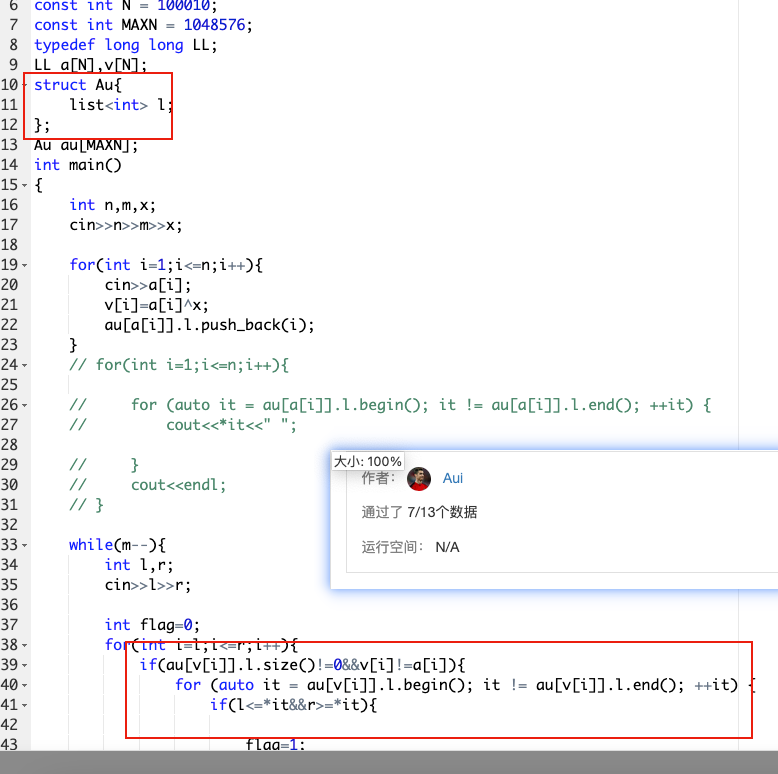 6 const int N = 100010;
7 const int MAXN = 1048576;
8 typedef long long LL;
9 LL a[N],v[N];
10 struct Au{
11     list<int> l;
12 };
13 Au au[MAXN];
14 int main()
15 {
16     int n,m,x;
17     cin>>n>>m>>x;
18
19     for(int i=1;i<=n;i++){
20         cin>>a[i];
21         v[i]=a[i]^x;
22         au[a[i]].l.push_back(i);
23     }
24     // for(int i=1;i<=n;i++){
25
26     //     for (auto it = au[a[i]].l.begin(); it != au[a[i]].l.end(); ++it) {
27     //         cout<<*it<<" ";
28
29     //     }
30     //     cout<<endl;
31     // }
32
33     while(m--){
34         int l,r;
35         cin>>l>>r;
36
37         int flag=0;
38         for(int i=l;i<=r;i++){
39             if(au[v[i]].l.size()!=0&&v[i]!=a[i]){
40                 for (auto it = au[v[i]].l.begin(); it != au[v[i]].l.end(); ++it) {
41                     if(l<=*it&&r>=*it){
42
43                         flag=1;
大小: 100%
作者： Aui
通过了 7/13个数据
运行空间： N/A